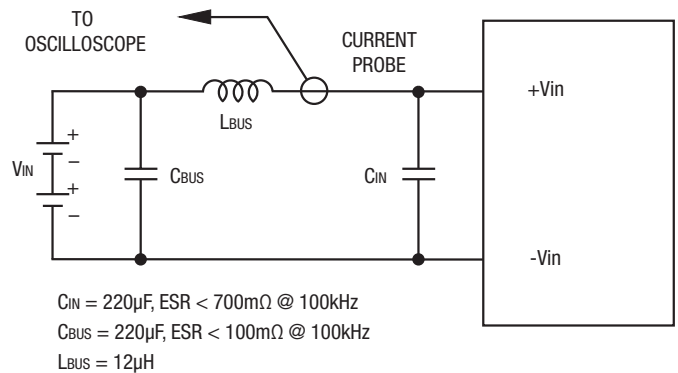 TO
OSCILLOSCOPE
CURRENT
PROBE
+Vin
LBUS
+
VIN
−
+
−
CBUS
CIN
-Vin
CIN = 220µF, ESR < 700mΩ @ 100kHz
CBUS = 220µF, ESR < 100mΩ @ 100kHz
LBUS = 12µH